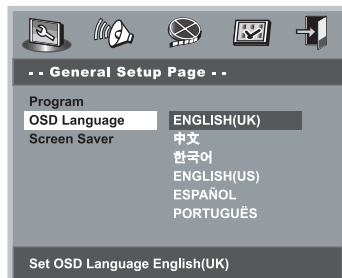 - - General Setup Page - -
Program
OSD Language
Screen Saver
ENGLISH(UK)
中文
한국어
ENGLISH(US)
ESPAÑOL
PORTUGUËS
Set OSD Language English(UK)